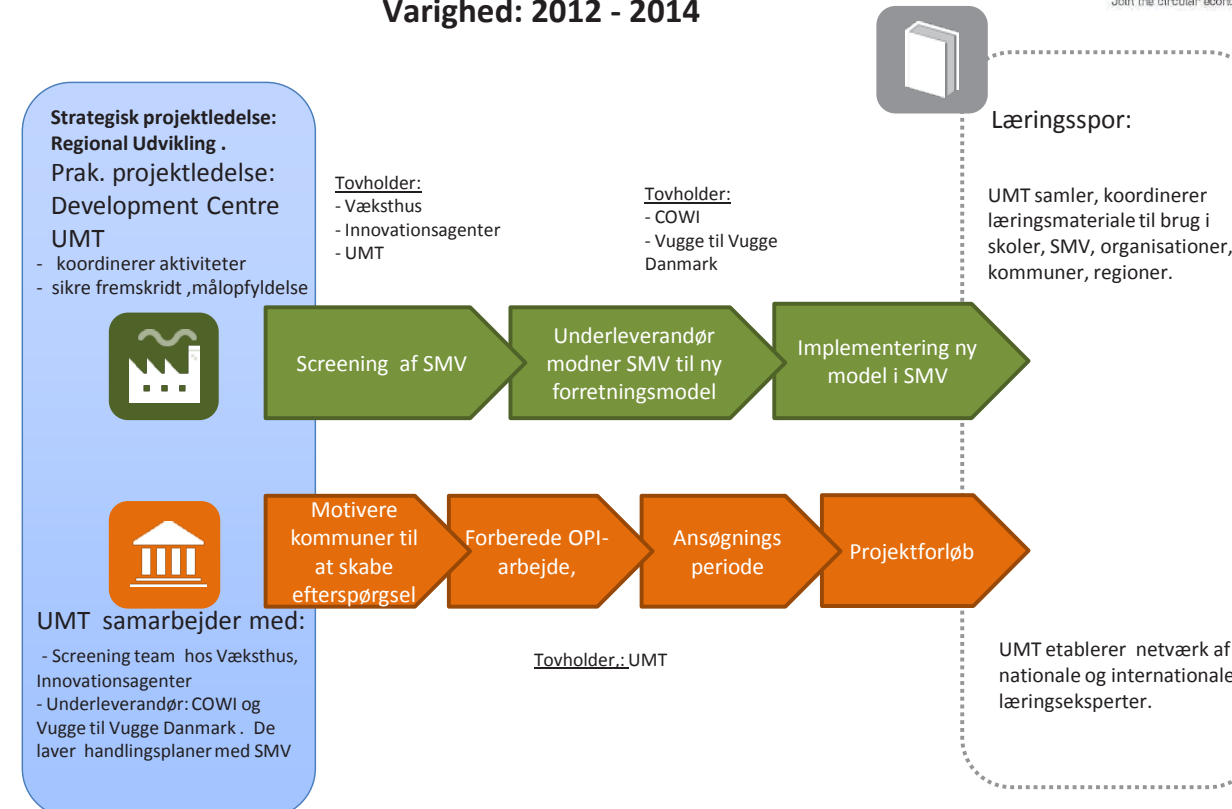 Varighed: 2012 - 2014
Join the circular
Strategisk projektledelse:
Regional Udvikling .
Prak. projektledelse:
Development Centre
UMT
- koordinerer aktiviteter
- sikre fremskridt ,målopfyldelse
Tovholder:
- Væksthus
- Innovationsagenter
- UMT
Tovholder:
- COWI
- Vugge til Vugge
Danmark
Læringsspor:
UMT samler, koordinerer
læringsmateriale til brug i
skoler, SMV, organisationer,
kommuner, regioner.
Screening af SMV
Underleverandør
modner SMV til ny
forretningsmodel
Implementering ny
model i SMV
Motivere
kommuner til
at skabe
efterspørgsel
Forberede OPI-
arbejde,
Ansøgnings
periode
Projektforløb
UMT samarbejder med:
- Screening team hos Væksthus,
Innovationsagenter
- Underleverandør: COWI og
Vugge til Vugge Danmark . De
laver handlingsplaner med SMV
Tovholder,: UMT
UMT etablerer netværk af
nationale og internationale
læringseksperter.